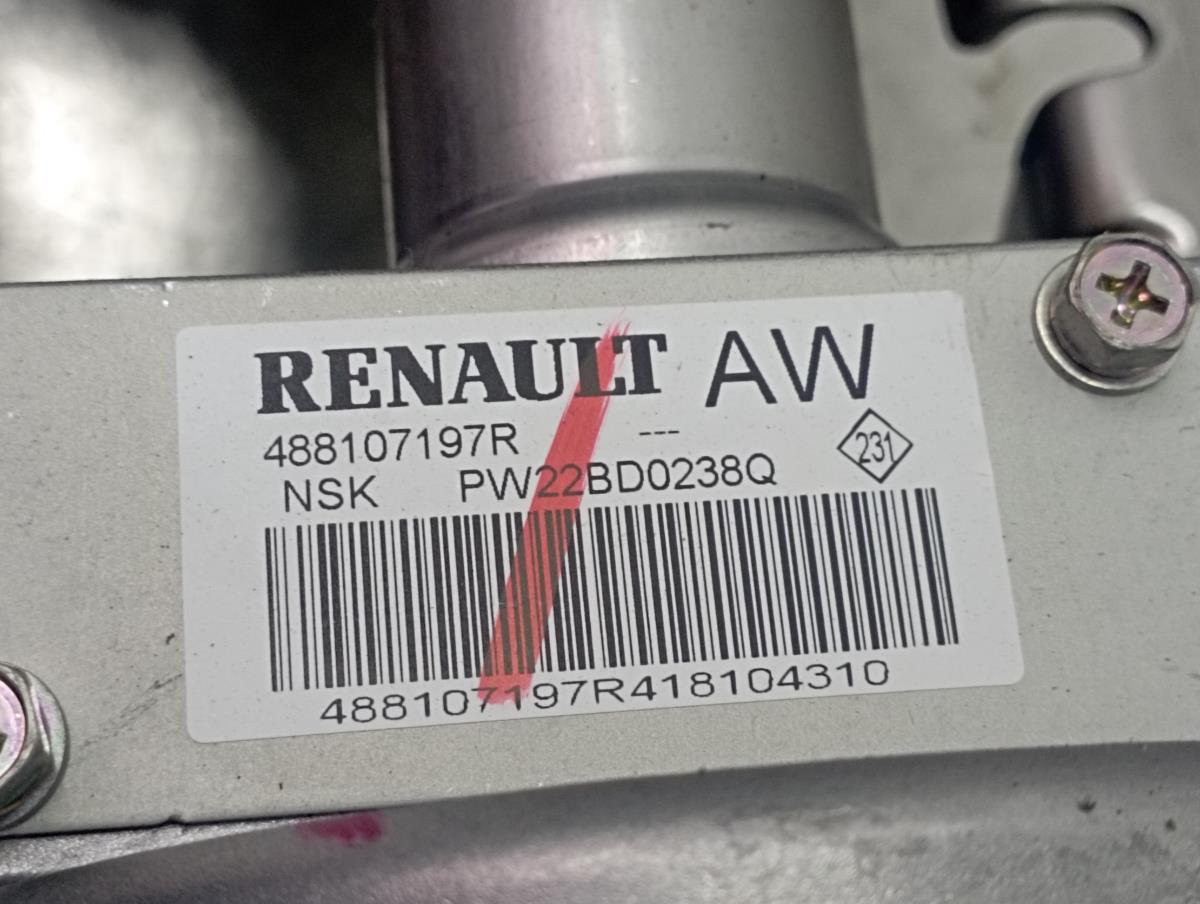 RENAULT AW
488107197R ---
231
NSK PW22BD0238Q
488107197R418104310